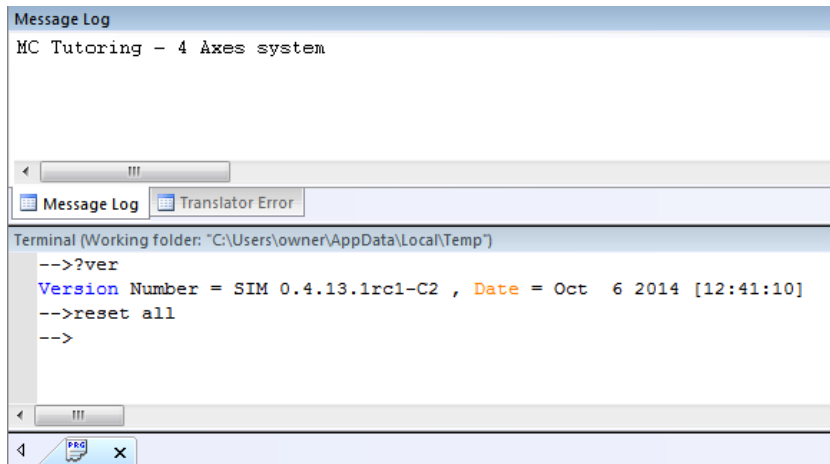 Message Log
MC Tutoring - 4 Axes system
Message Log Translator Error
Terminal (Working folder: "C:\Users\owner\AppData\Local\Temp")
-->?ver
Version Number = SIM 0.4.13.1rc1-C2 , Date = Oct  6 2014 [12:41:10]
-->reset all
-->
PRG